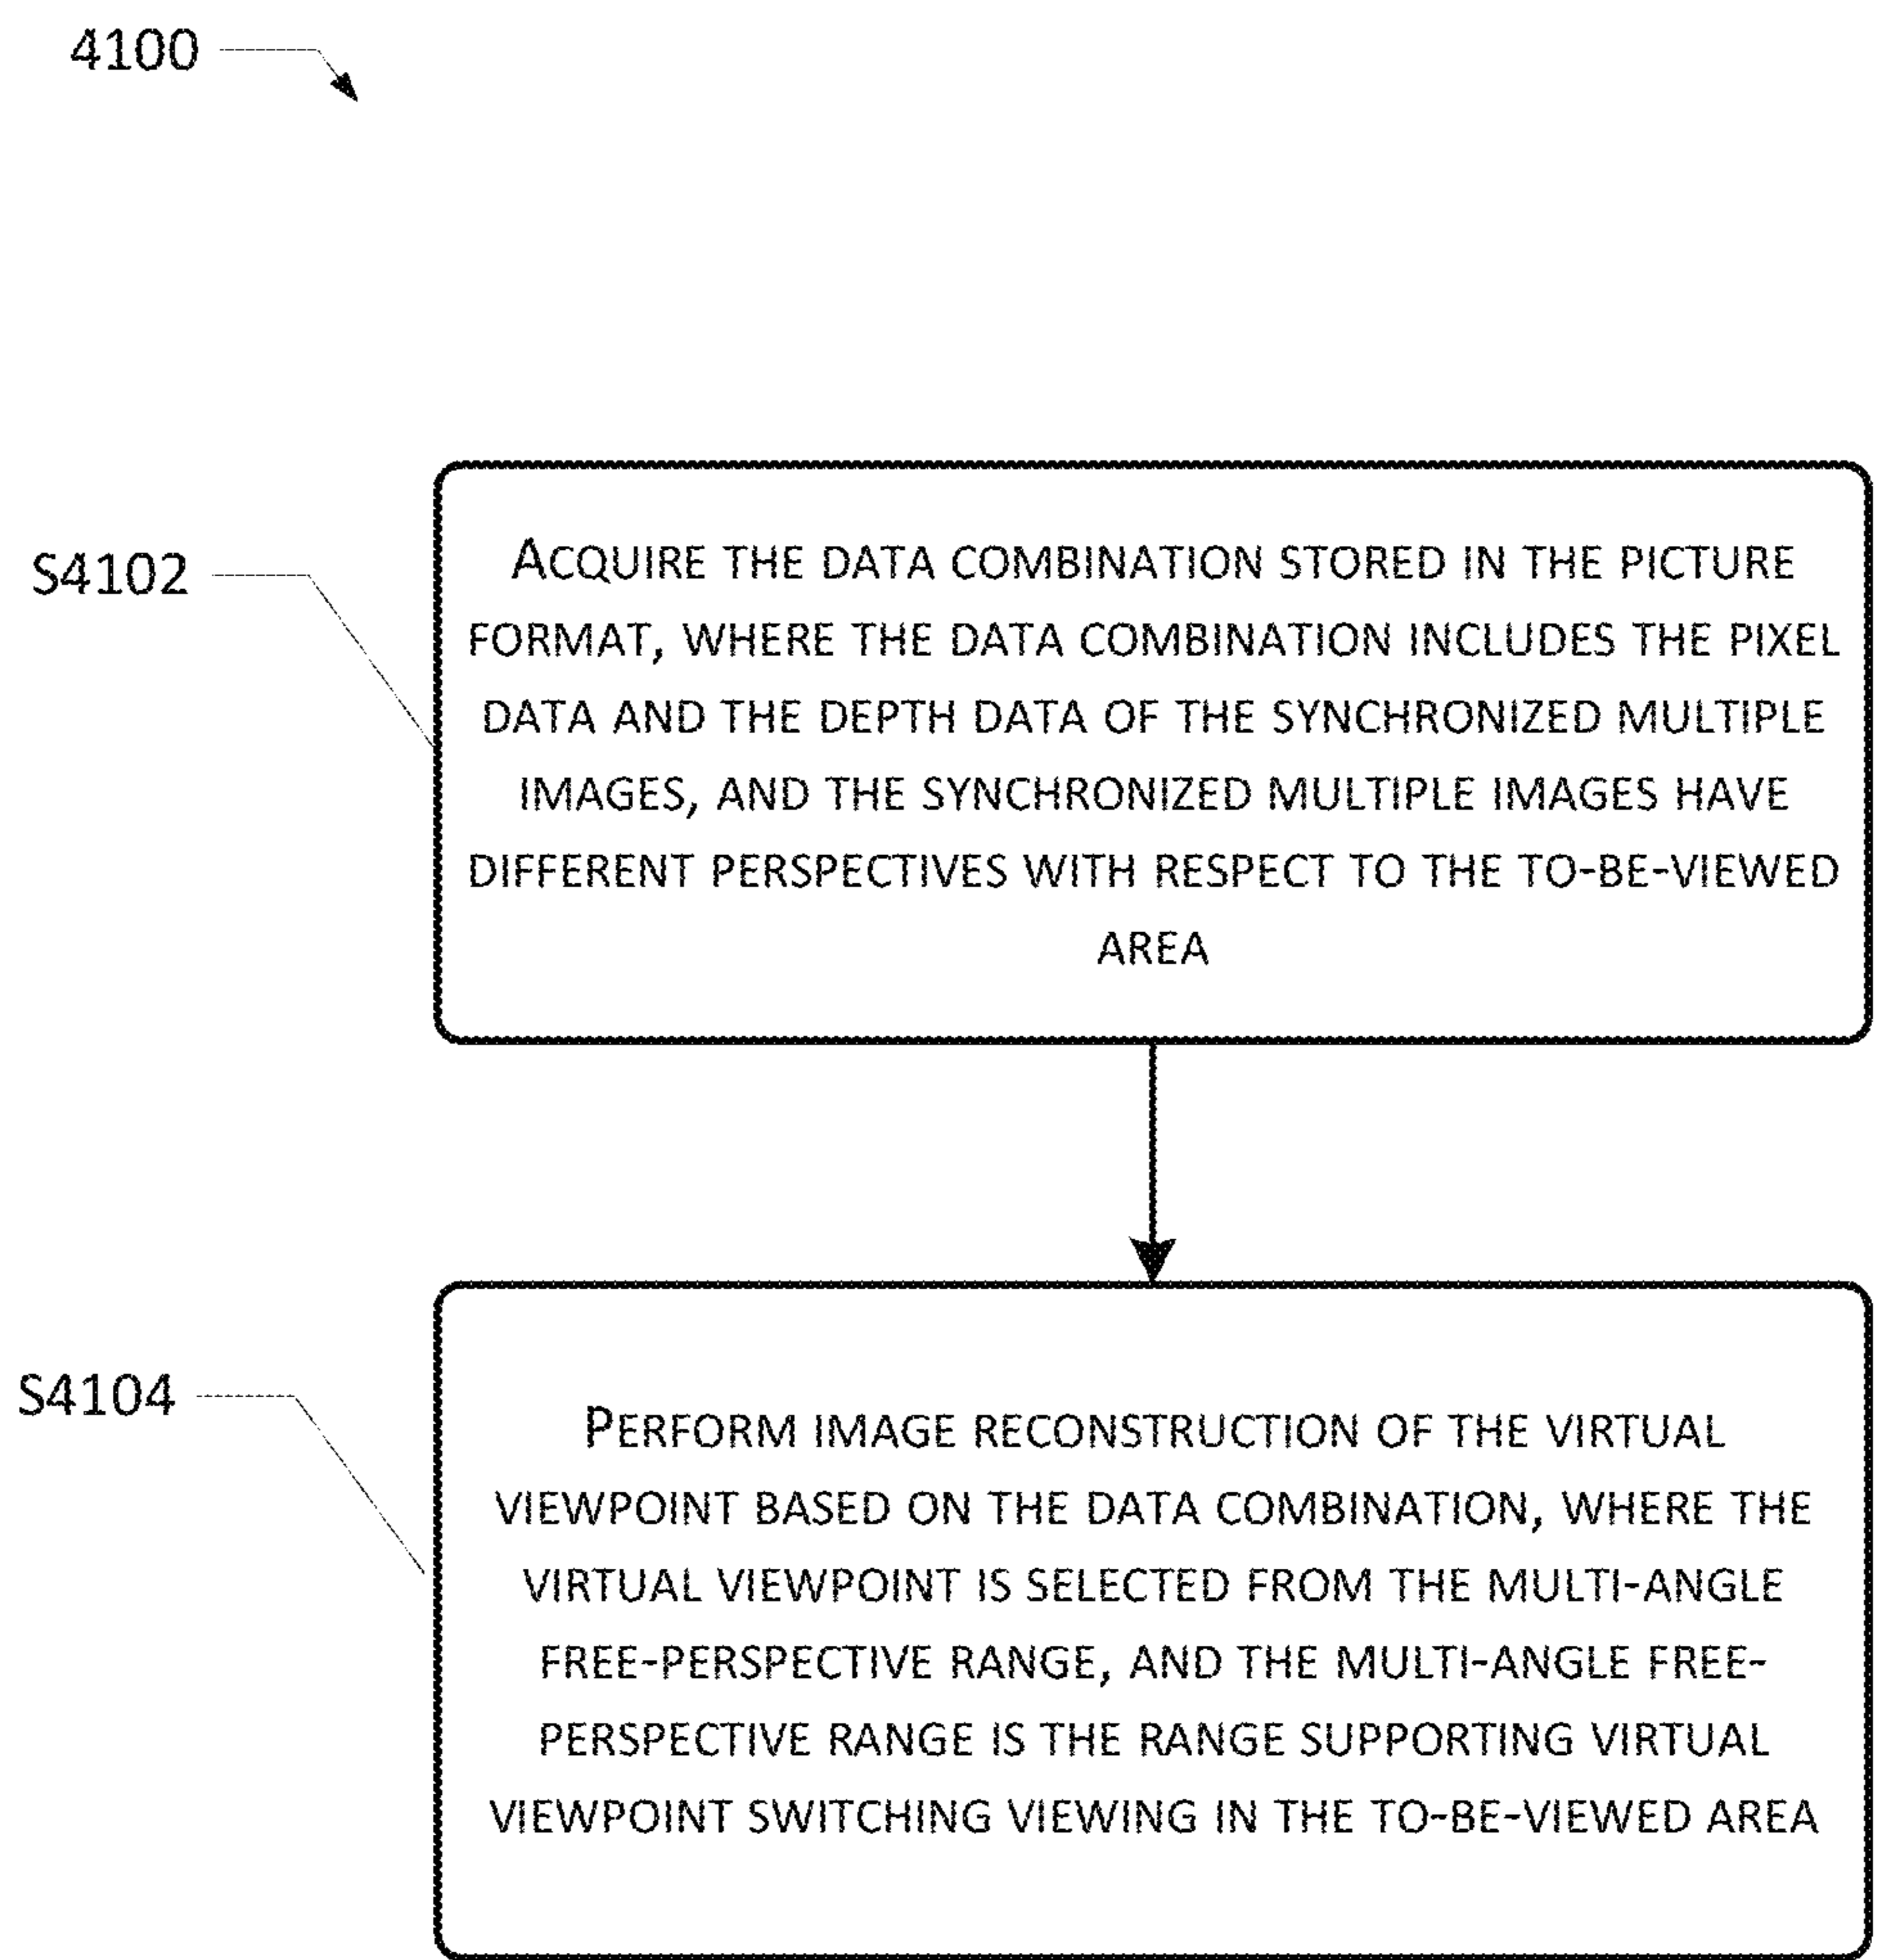 4100
S4102
ACQUIRE THE DATA COMBINATION STORED IN THE PICTURE
FORMAT, WHERE THE DATA COMBINATION INCLUDES THE PIXEL
DATA AND THE DEPTH DATA OF THE SYNCHRONIZED MULTIPLE
IMAGES, AND THE SYNCHRONIZED MULTIPLE IMAGES HAVE
DIFFERENT PERSPECTIVES WITH RESPECT TO THE TO-BE-VIEWED
AREA
S4104
PERFORM IMAGE RECONSTRUCTION OF THE VIRTUAL
VIEWPOINT BASED ON THE DATA COMBINATION, WHERE THE
VIRTUAL VIEWPOINT IS SELECTED FROM THE MULTI-ANGLE
FREE-PERSPECTIVE RANGE, AND THE MULTI-ANGLE FREE-
PERSPECTIVE RANGE IS THE RANGE SUPPORTING VIRTUAL
VIEWPOINT SWITCHING VIEWING IN THE TO-BE-VIEWED AREA